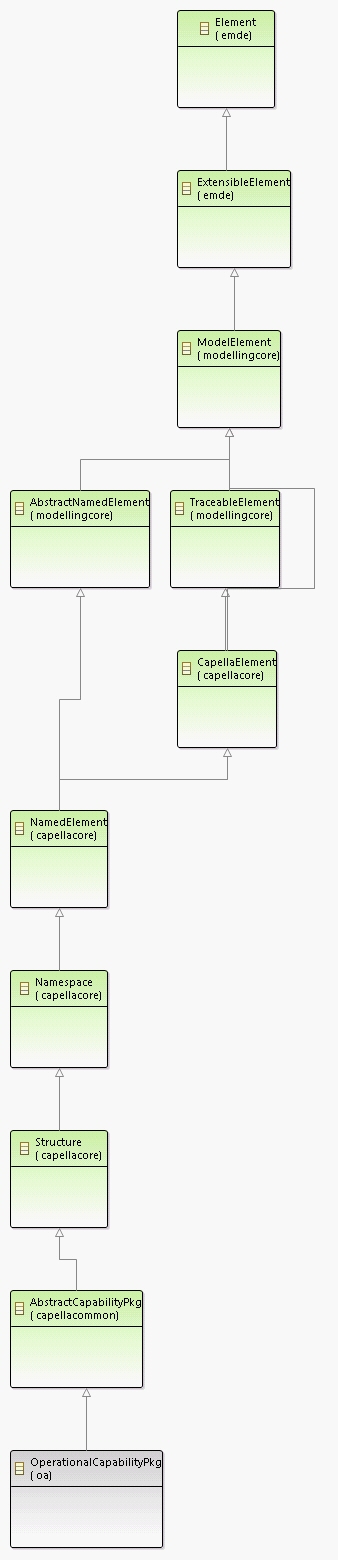 Element
( emde)
ExtensibleElement
( emde)
ModelElement
( modellingcore)
AbstractNamedElement
( modellingcore)
TraceableElement
( modellingcore)
CapellaElement
( capellacore)
NamedElement
( capellacore)
Namespace
( capellacore)
Structure
( capellacore)
AbstractCapabilityPkg
( capellacommon)
OperationalCapabilityPkg
( oa)